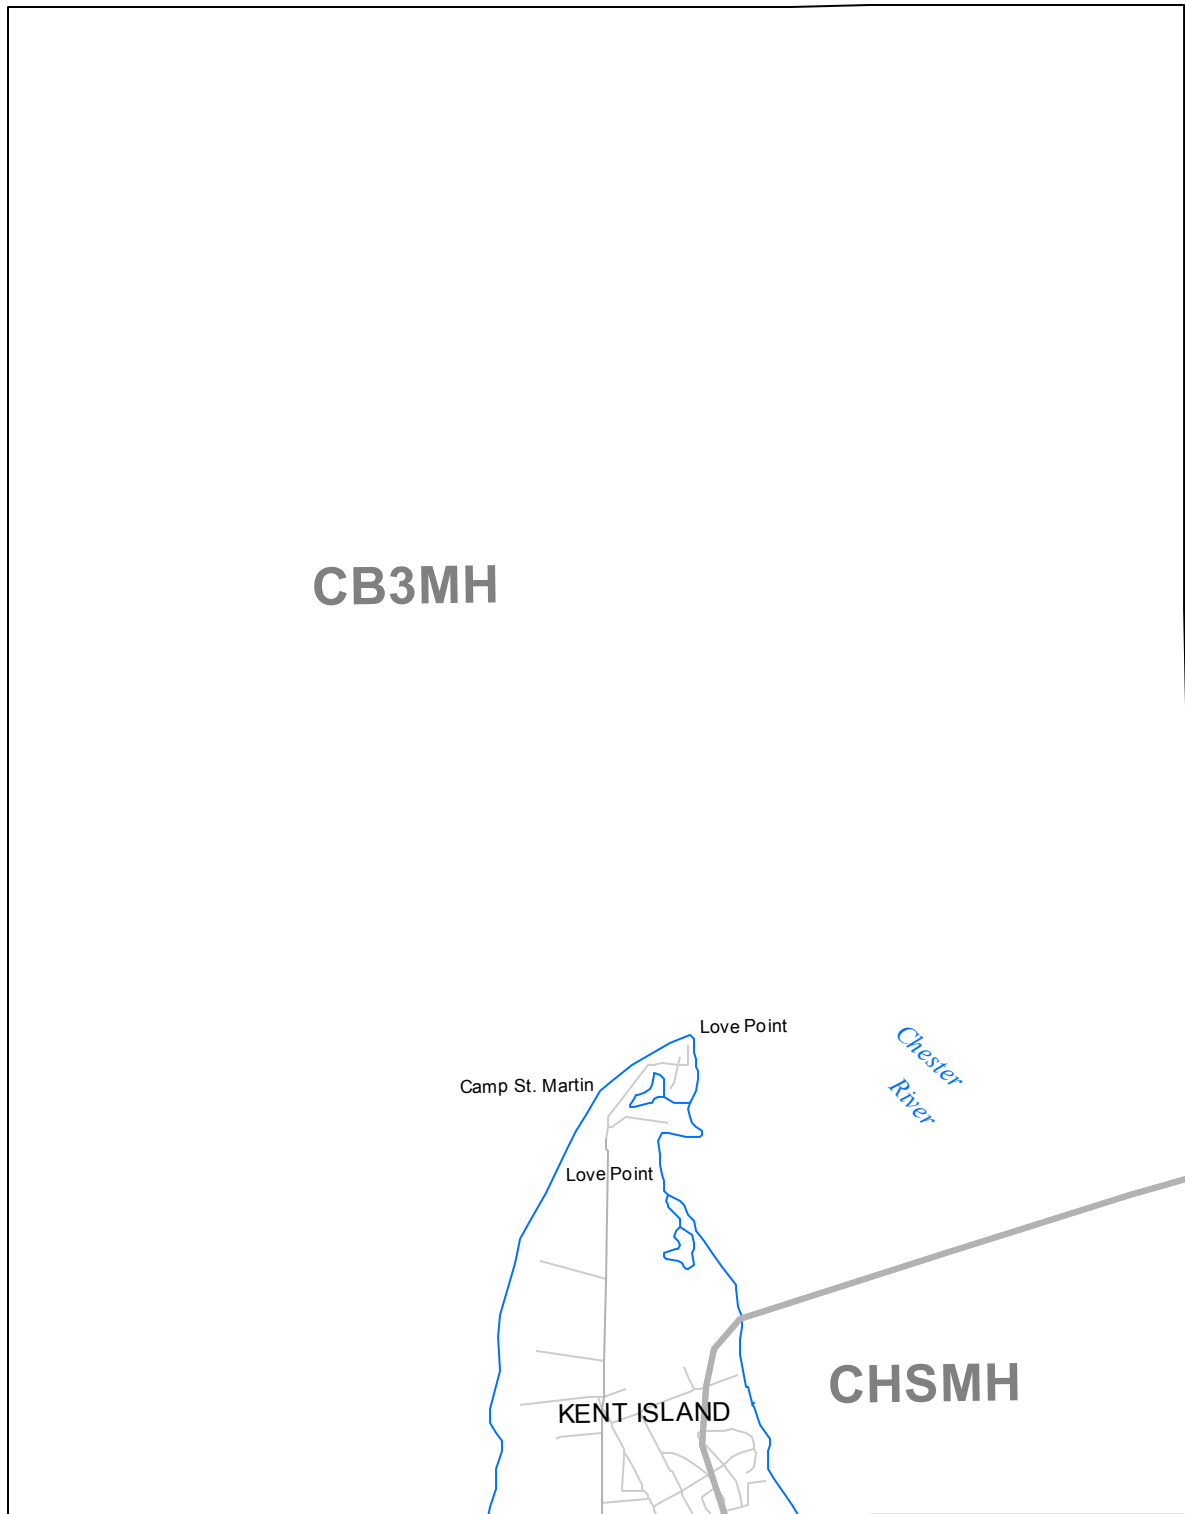 CB3MH
Love Point
Chester
River
Camp St. Martin
Love Point
CHSMH
KENT ISLAND